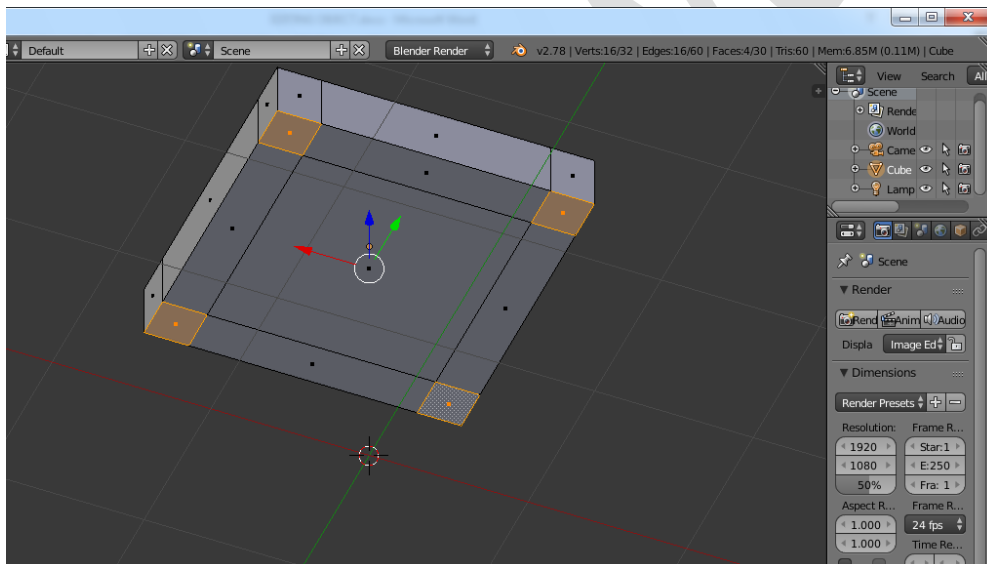 Default
Scene
Blender Render
v2.78 | Verts:16/32 | Edges:16/60 | Faces:4/30 | Tris:60 | Mem:6.85M (0.11M) | Cube
View Search All
Scene
Rende
World
Came
Cube
Lamp
Scene
Render
Rend Anim Audio
Displa Image Ed
Dimensions
Render Presets
Resolution: Frame R...
1920 Star:1
1080 E:250
50% Fra: 1
Aspect R... Frame R...
1.000 24 fps
1.000 Time Re...